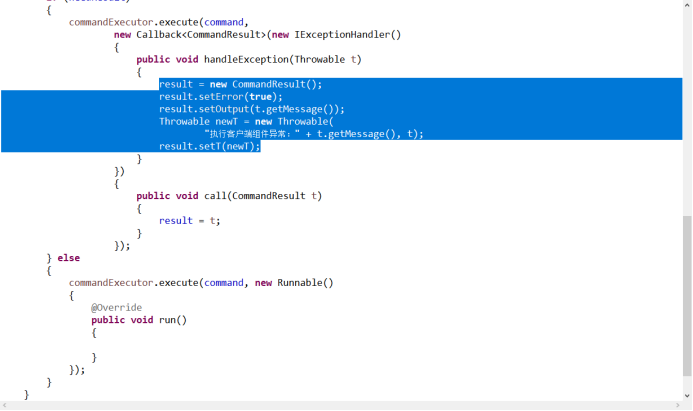 {
commandExecutor.execute(command,
new Callback<CommandResult>(new IExceptionHandler()
{
public void handleException(Throwable t)
{
result = new CommandResult();
result.setError(true);
result.setOutput(t.getMessage());
Throwable newT = new Throwable(
"执行客户端组件异常：" + t.getMessage(), t);
result.setT(newT);
}
})
{
public void call(CommandResult t)
{
result = t;
}
});
} else
{
commandExecutor.execute(command, new Runnable()
{
@Override
public void run()
{
}
});
}
}